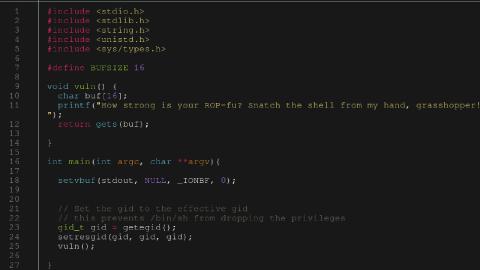 1 #include <stdio.h>
2 #include <stdlib.h>
3 #include <string.h>
4 #include <unistd.h>
5 #include <sys/types.h>
6
7 #define BUFSIZE 16
8
9 void vuln() {
10 char buf[16];
11 printf("How strong is your ROP-fu? Snatch the shell from my hand, grasshopper!
");
12 return gets(buf);
13
14 }
15
16 int main(int argc, char **argv){
17
18 setvbuf(stdout, NULL, _IONBF, 0);
19
20
21 // Set the gid to the effective gid
22 // this prevents /bin/sh from dropping the privileges
23 gid_t gid = getegid();
24 setresgid(gid, gid, gid);
25 vuln();
26
27 }